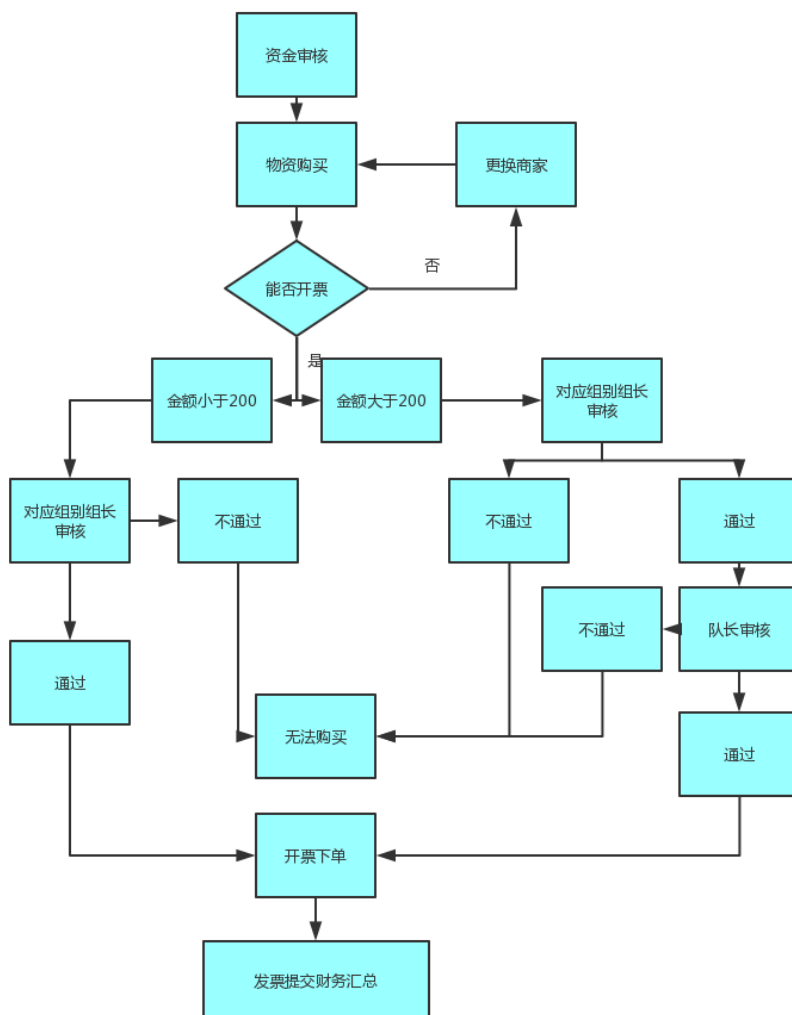 资金审核
物资购买
更换商家
能否开票
否
是
金额小于200
金额大于200
对应组别组长
审核
对应组别组长
审核
不通过
不通过
通过
不通过
队长审核
通过
无法购买
通过
开票下单
发票提交财务汇总